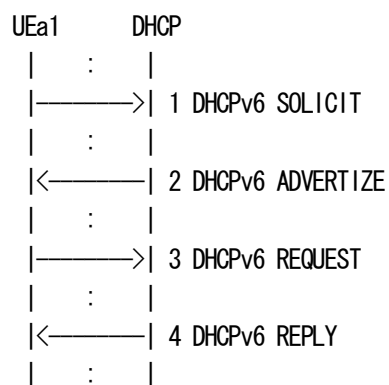 UEa1 DHCP
| : |
|-------->| 1 DHCPv6 SOLICIT
| : |
|<--------| 2 DHCPv6 ADVERTIZE
| : |
|-------->| 3 DHCPv6 REQUEST
| : |
|<--------| 4 DHCPv6 REPLY
| : |